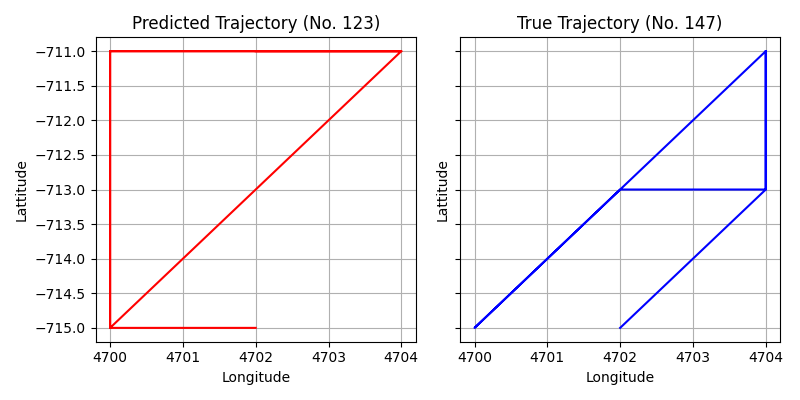 Predicted Trajectory (No. 123)
True Trajectory (No. 147)
−711.0
−711.5
−712.0
−712.5
−713.0
−713.5
−714.0
−714.5
−715.0
Lattitude
Lattitude
4700 4701 4702 4703 4704
4700 4701 4702 4703 4704
Longitude
Longitude